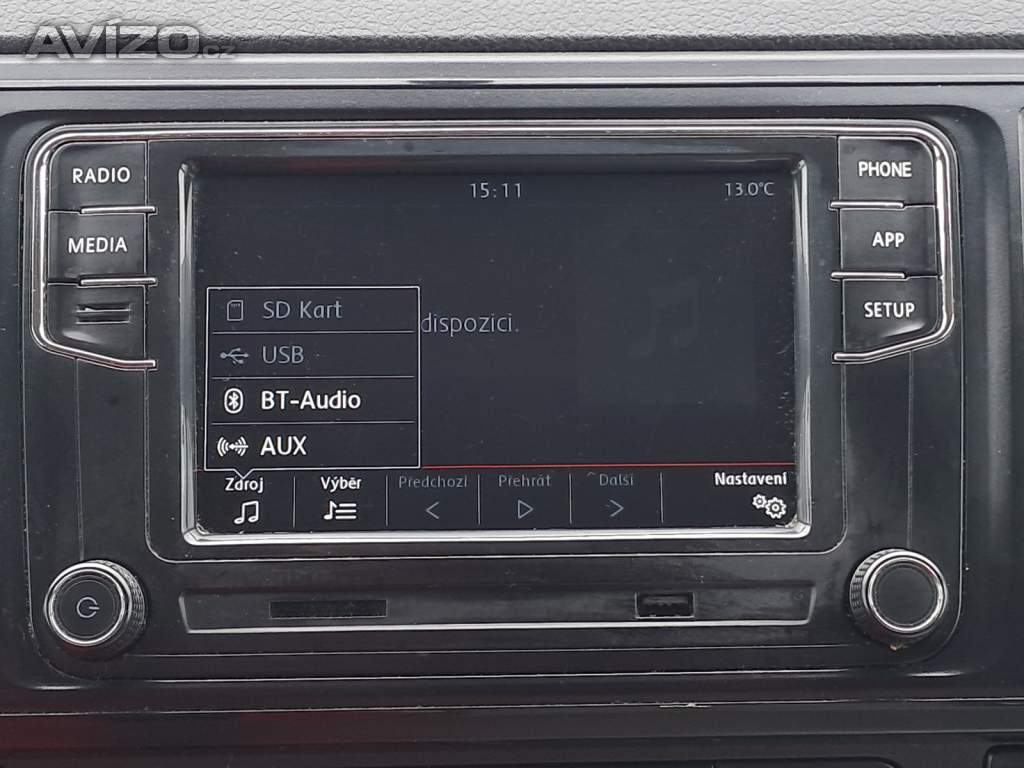 AVÍZO.cz
RADIO
MEDIA
PHONE
APP
SETUP
15:11
13.0°C
SD Kart
USB
BT-Audio
AUX
dispozici.
Zdroj
Výběr
Předchozí
Přehrát
Další
Nastavení